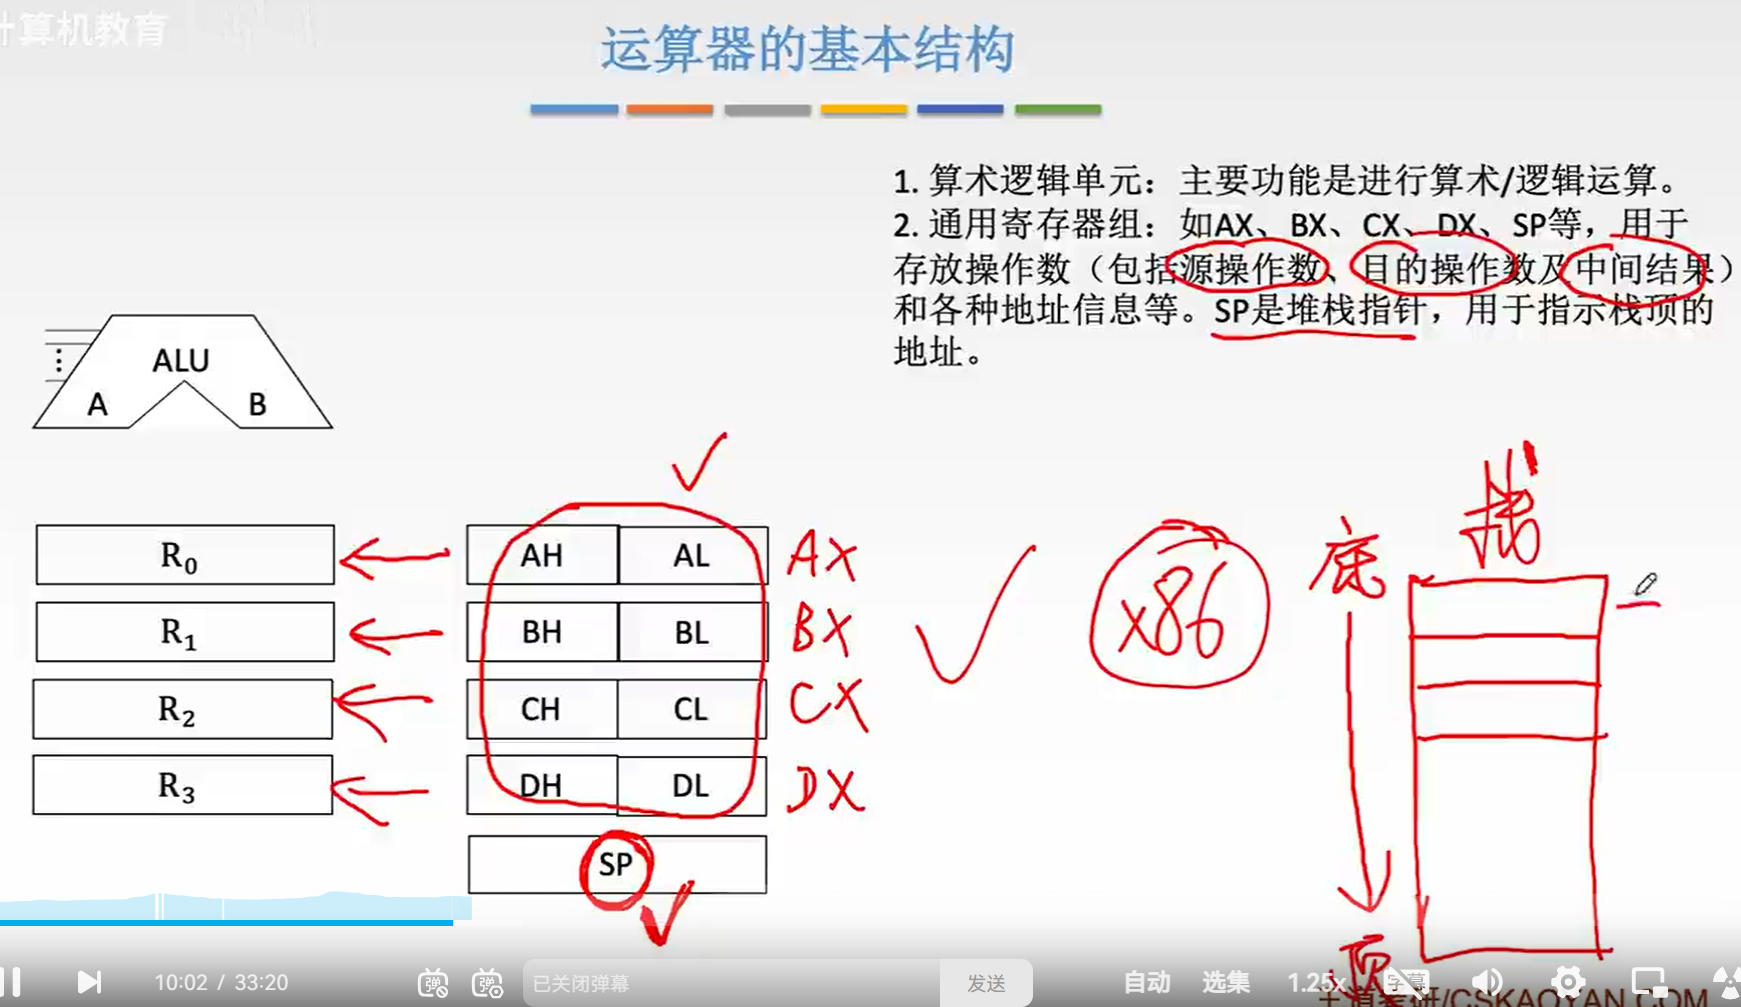 计算机教育
运算器的基本结构
1. 算术逻辑单元：主要功能是进行算术/逻辑运算。
2. 通用寄存器组：如AX、BX、CX、DX、SP等，用于
存放操作数（包括源操作数、目的操作数及中间结果）
和各种地址信息等。SP是堆栈指针，用于指示栈顶的
地址。
ALU
A B
R0 AH AL AX
R1 BH BL BX
R2 CH CL CX
R3 DH DL DX
SP
x86
底
顶
10:02 / 33:20
弹 弹
已关闭弹幕 发送
自动 选集 1.25x 字幕
王道考研/CSKAOYAN.COM